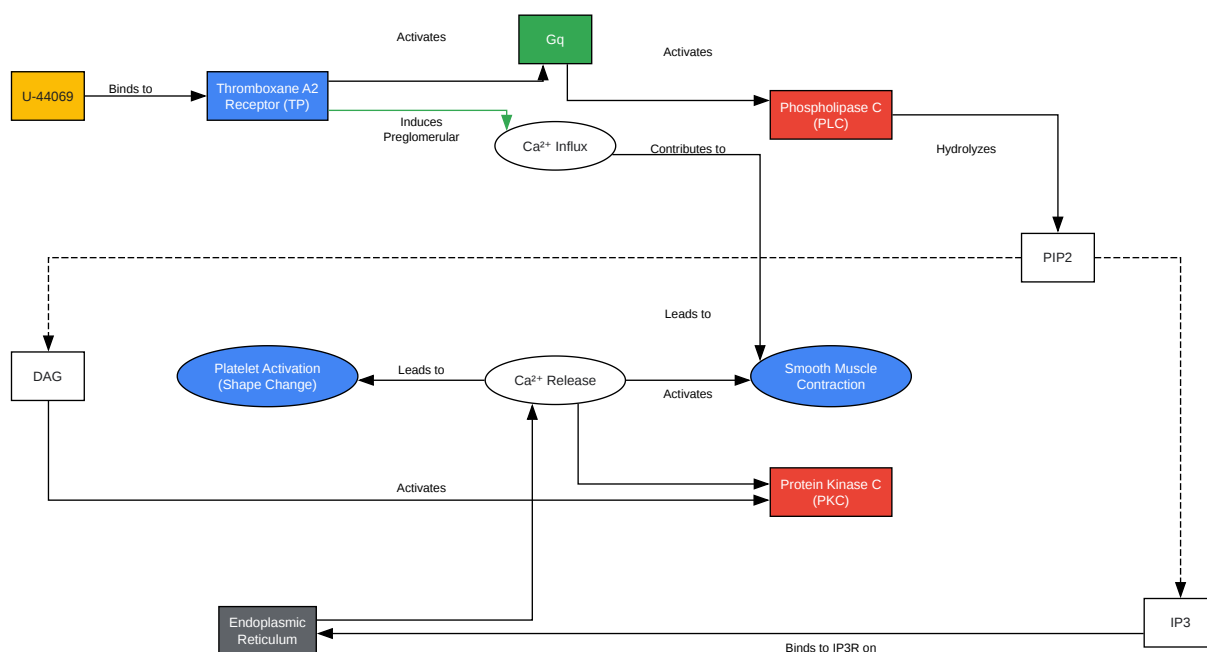 Gq
Activates
Activates
U-44069
Binds to
Thromboxane A2
Receptor (TP)
Phospholipase C
(PLC)
Induces
Preglomerular
Ca²⁺ Influx
Contributes to
Hydrolyzes
PIP2
Leads to
DAG
Platelet Activation
(Shape Change)
Leads to
Ca²⁺ Release
Activates
Smooth Muscle
Contraction
Activates
Protein Kinase C
(PKC)
Endoplasmic
Reticulum
IP3
Binds to IP3R on